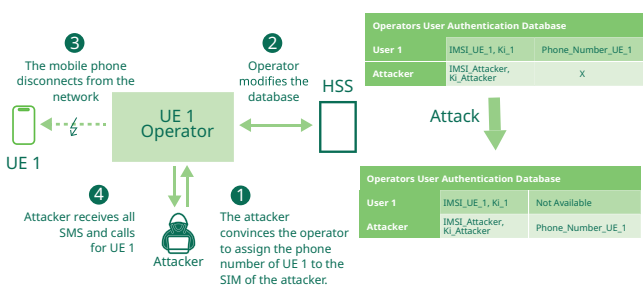 3
The mobile phone
disconnects from the
network
2
Operator
modifies the
database
HSS
UE 1
Operator
UE 1
4
Attacker receives all
SMS and calls
for UE 1
Attacker
1
The attacker
convinces the operator
to assign the phone
number of UE 1 to the
SIM of the attacker.
Operators User Authentication Database
User 1 IMSI_UE_1, Ki_1 Phone_Number_UE_1
Attacker IMSI_Attacker, X
Ki_Attacker
Attack
Operators User Authentication Database
User 1 IMSI_UE_1, Ki_1 Not Available
Attacker IMSI_Attacker, Phone_Number_UE_1
Ki_Attacker